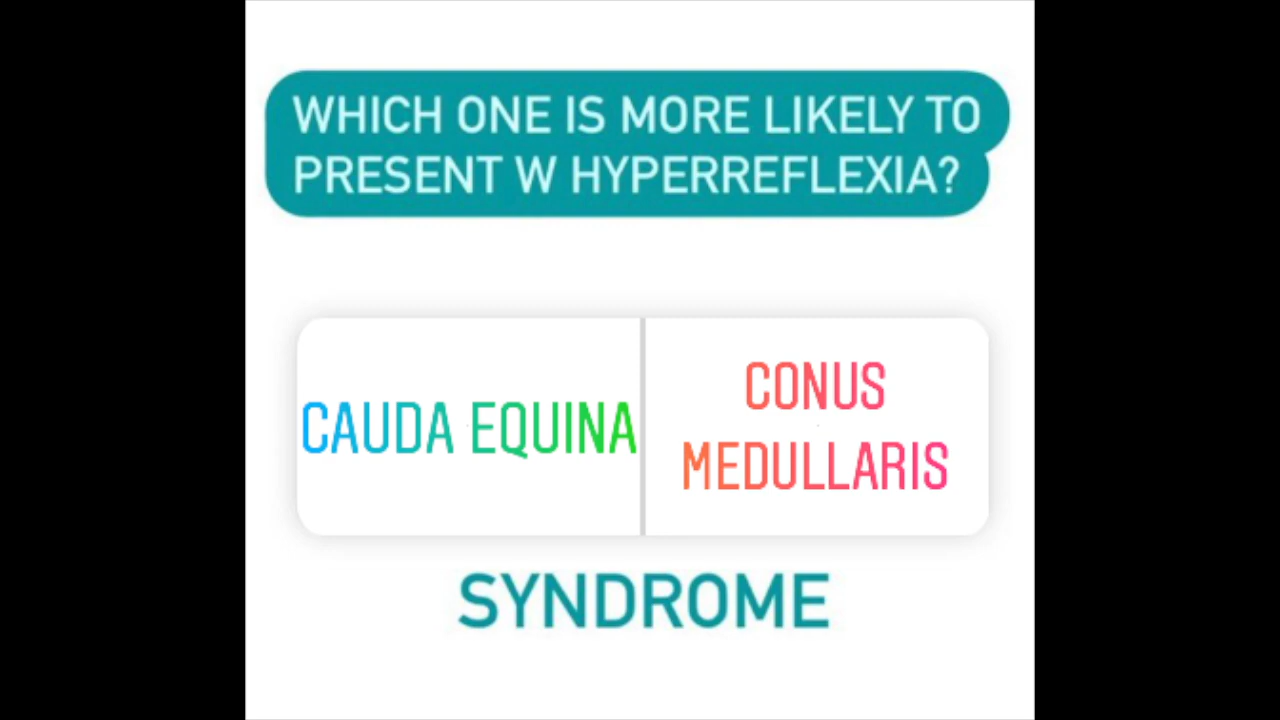 WHICH ONE IS MORE LIKELY TO
PRESENT W HYPERREFLEXIA?
CAUDA EQUINA
CONUS
MEDULLARIS
SYNDROME